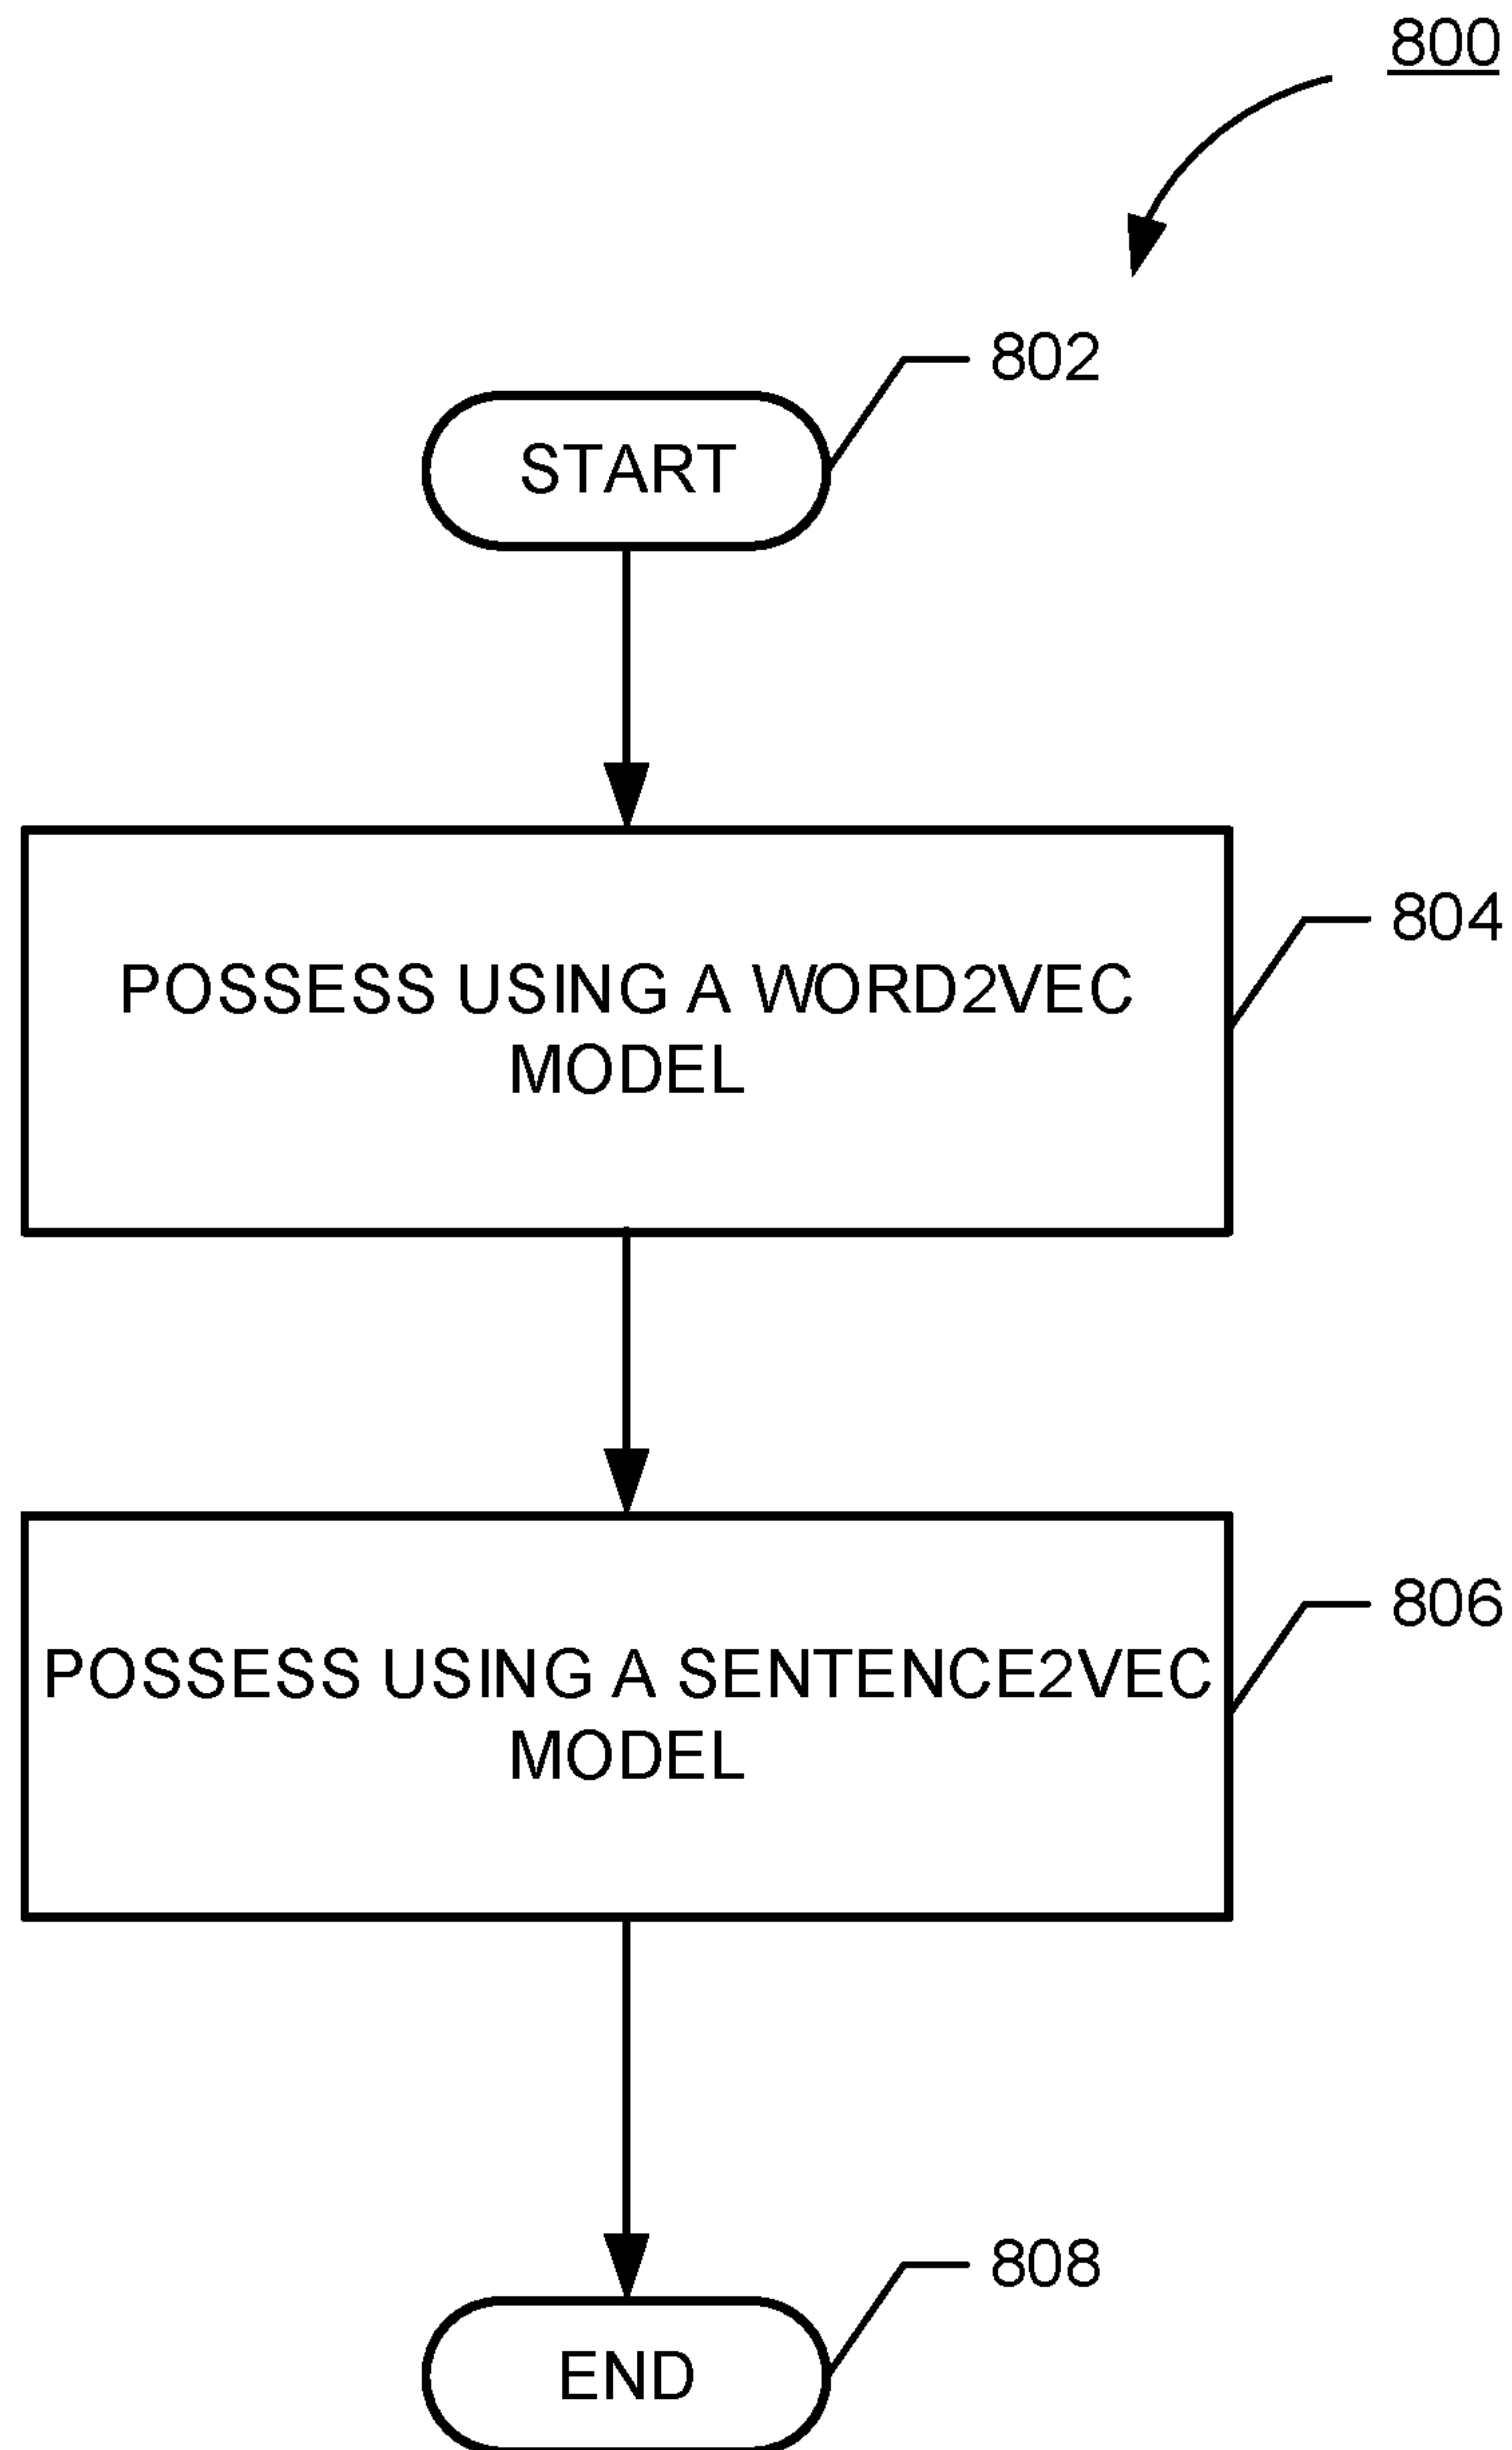 800
802
START
804
POSSESS USING A WORD2VEC
MODEL
806
POSSESS USING A SENTENCE2VEC
MODEL
808
END